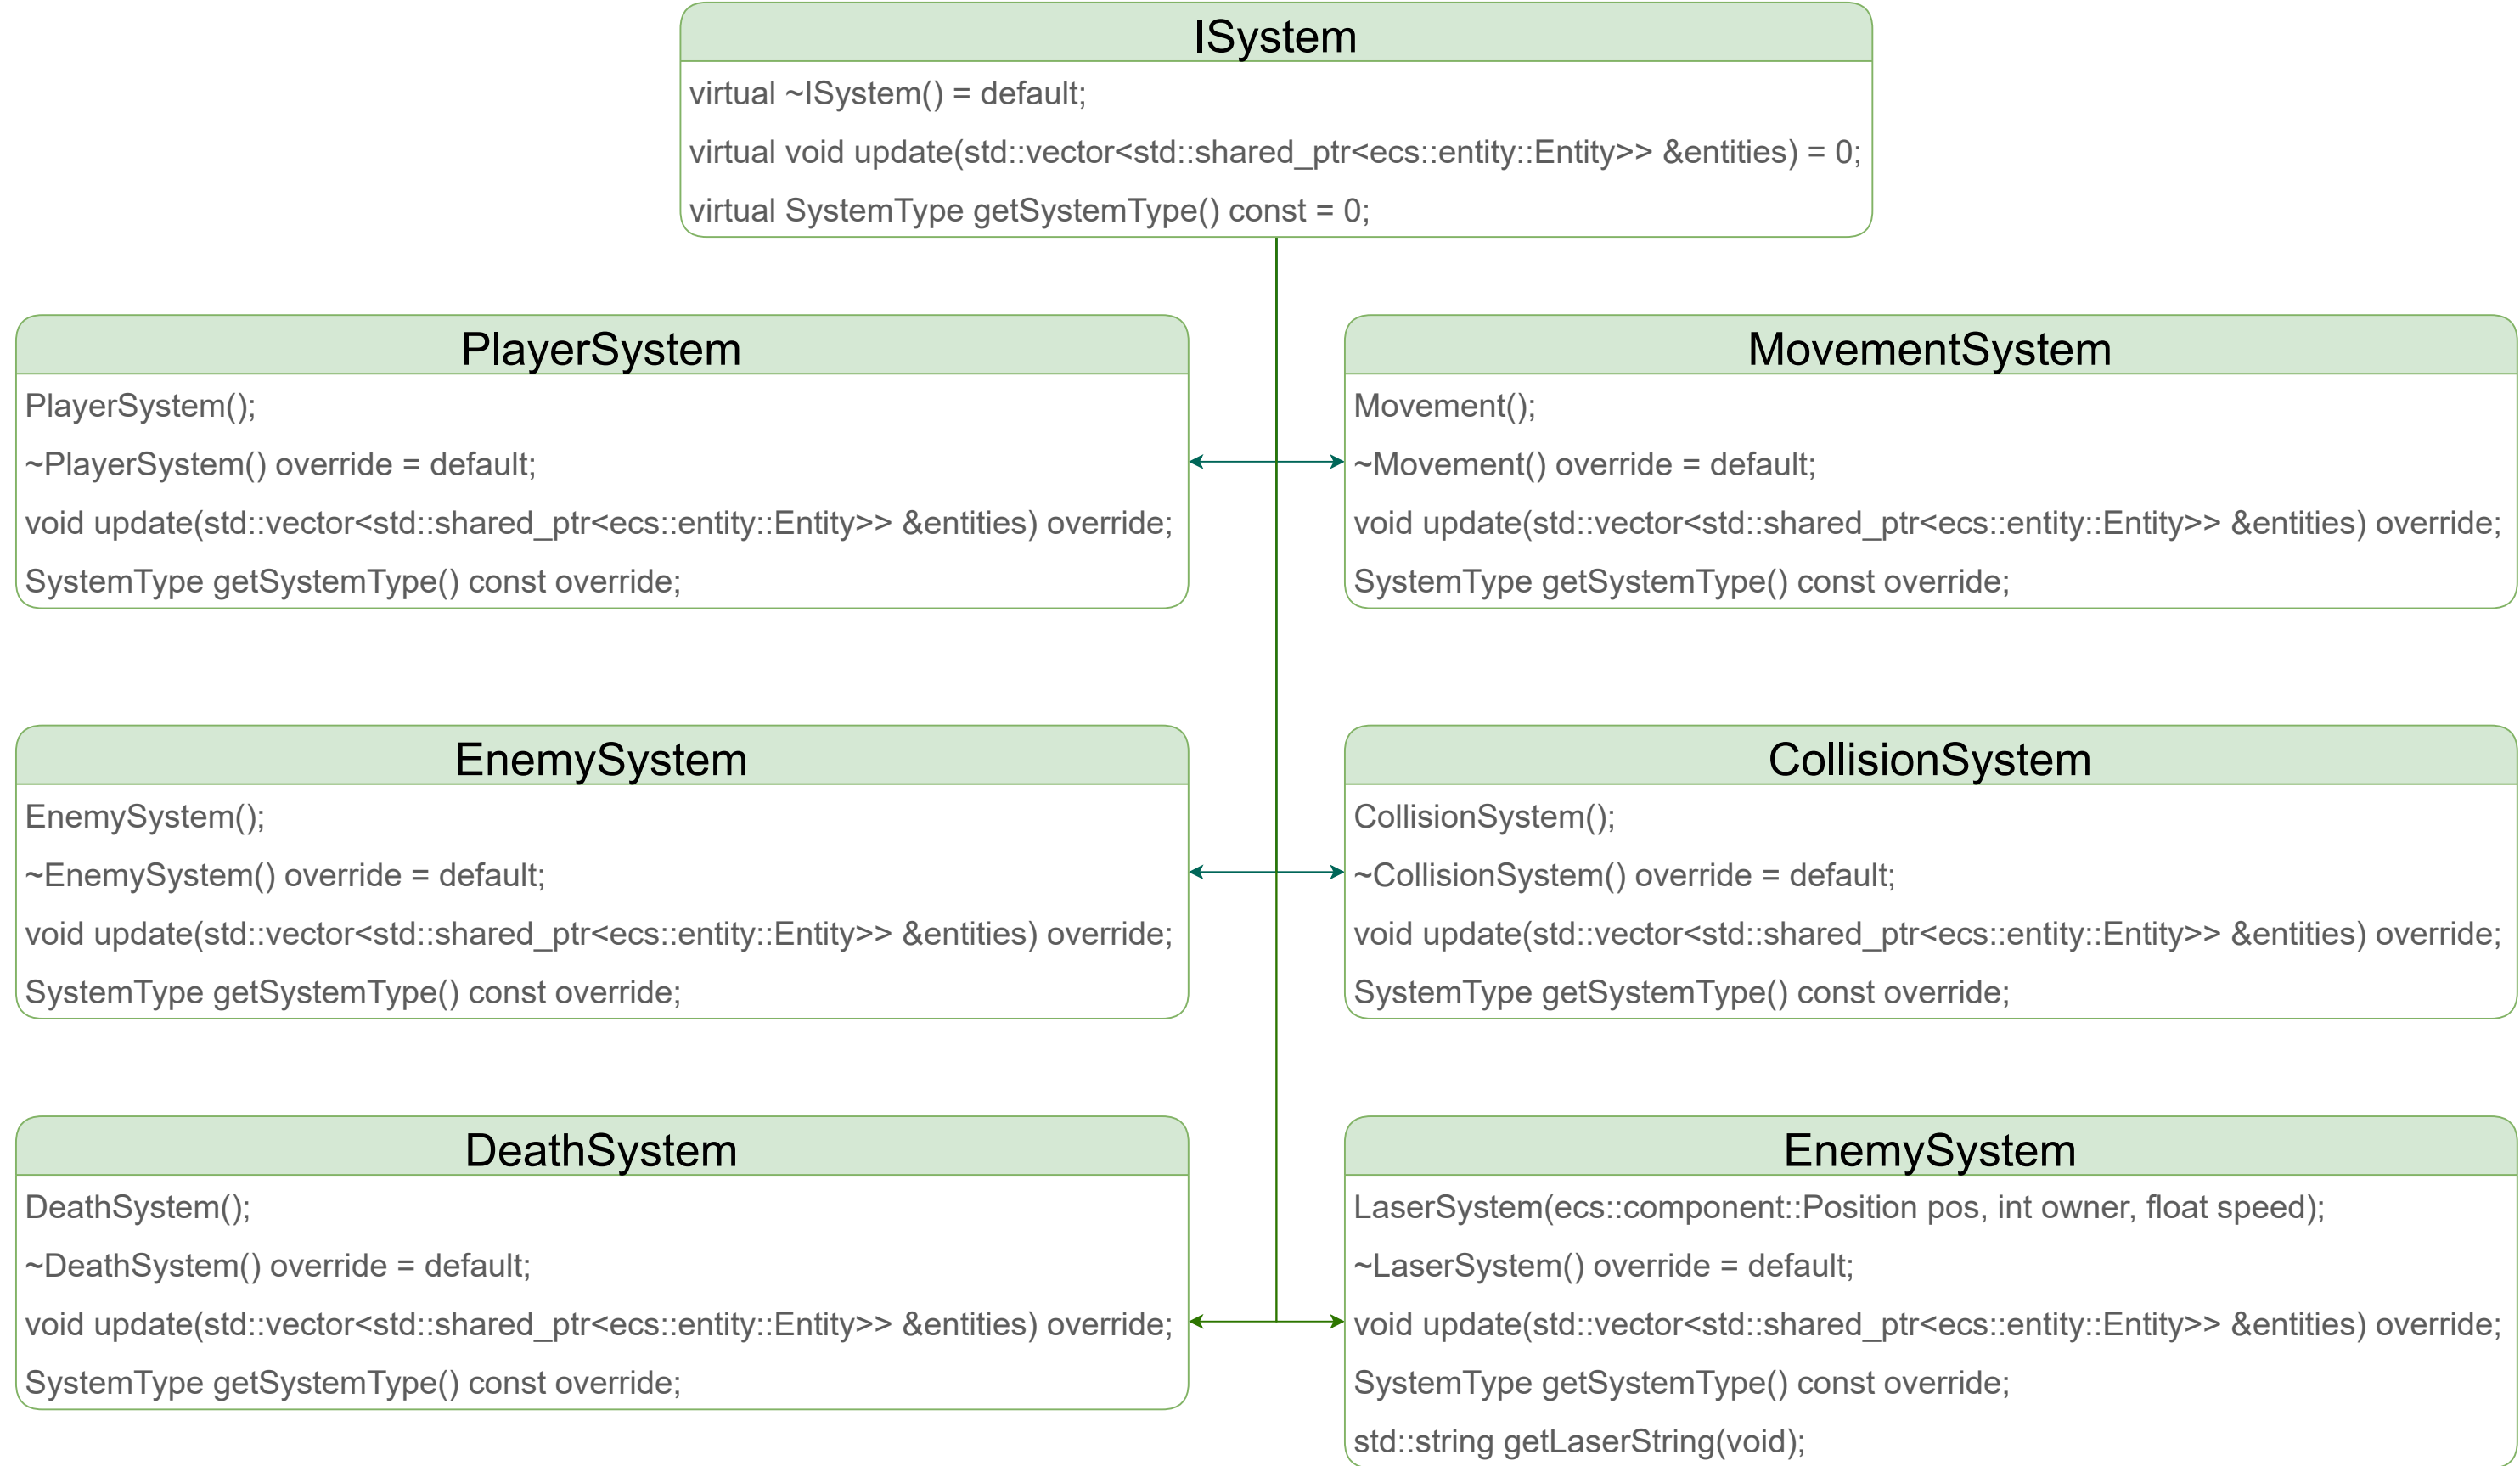 ISystem
virtual ~ISystem() = default;
virtual void update(std::vector<std::shared_ptr<ecs::entity::Entity>> &entities) = 0;
virtual SystemType getSystemType() const = 0;
PlayerSystem
PlayerSystem();
~PlayerSystem() override = default;
void update(std::vector<std::shared_ptr<ecs::entity::Entity>> &entities) override;
SystemType getSystemType() const override;
MovementSystem
Movement();
~Movement() override = default;
void update(std::vector<std::shared_ptr<ecs::entity::Entity>> &entities) override;
SystemType getSystemType() const override;
EnemySystem
EnemySystem();
~EnemySystem() override = default;
void update(std::vector<std::shared_ptr<ecs::entity::Entity>> &entities) override;
SystemType getSystemType() const override;
CollisionSystem
CollisionSystem();
~CollisionSystem() override = default;
void update(std::vector<std::shared_ptr<ecs::entity::Entity>> &entities) override;
SystemType getSystemType() const override;
DeathSystem
DeathSystem();
~DeathSystem() override = default;
void update(std::vector<std::shared_ptr<ecs::entity::Entity>> &entities) override;
SystemType getSystemType() const override;
EnemySystem
LaserSystem(ecs::component::Position pos, int owner, float speed);
~LaserSystem() override = default;
void update(std::vector<std::shared_ptr<ecs::entity::Entity>> &entities) override;
SystemType getSystemType() const override;
std::string getLaserString(void);